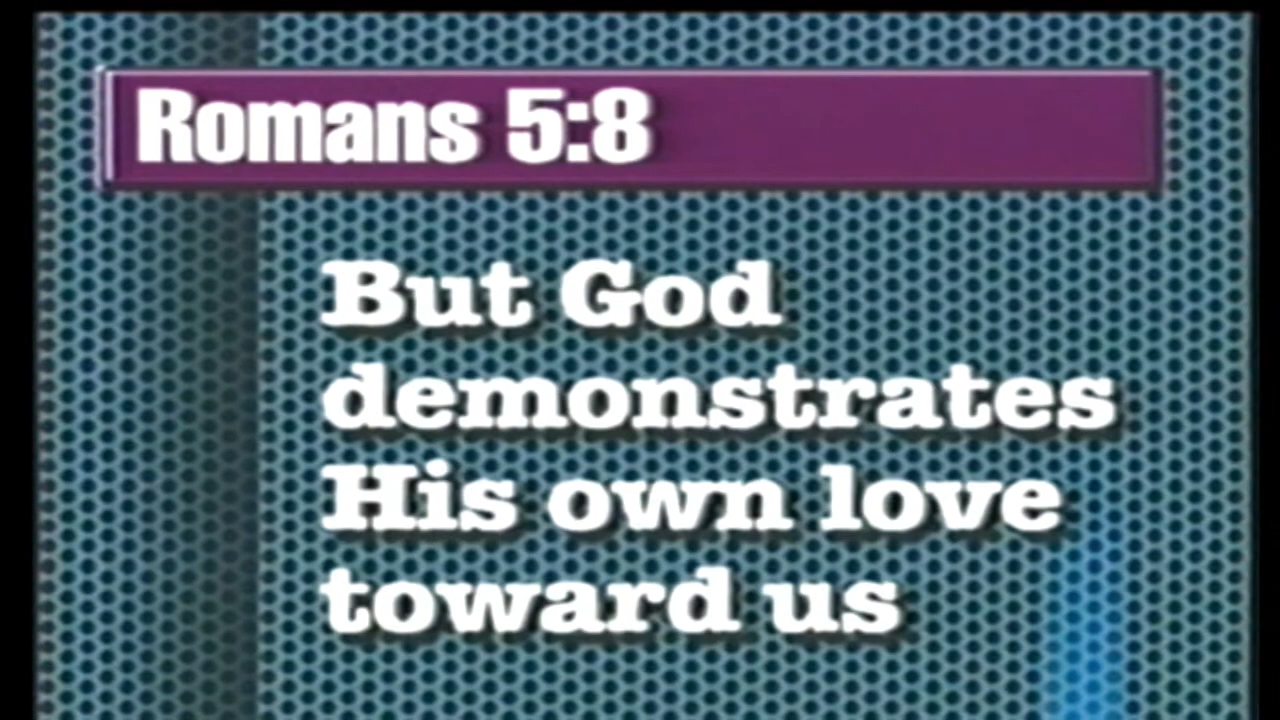 Romans 5:8
But God
demonstrates
His own love
toward us